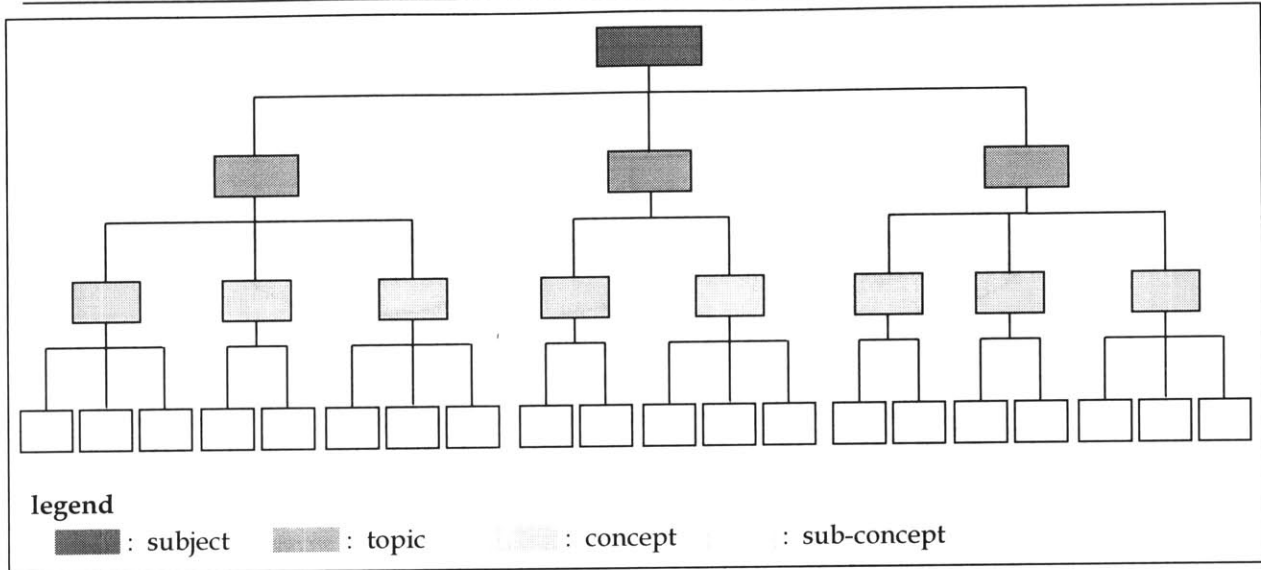 legend
: subject : topic : concept : sub-concept